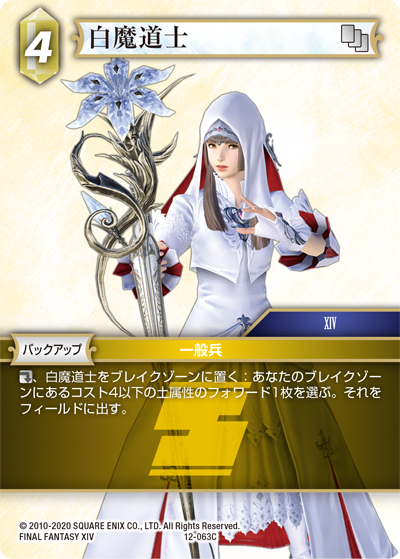 4
白魔道士
XIV
バックアップ
一般兵
、白魔道士をブレイクゾーンに置く：あなたのブレイクゾー
ンにあるコスト4以下の土属性のフォワード1枚を選ぶ。それを
フィールドに出す。
© 2010-2020 SQUARE ENIX CO., LTD. All Rights Reserved.
FINAL FANTASY XIV
12-063C